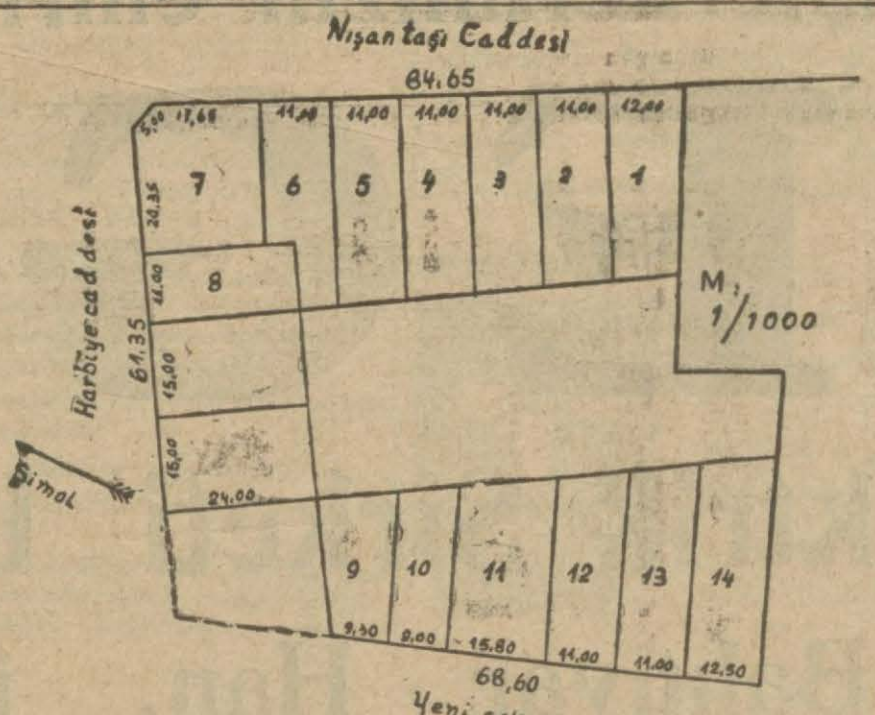 Nişantaşı Caddesi
84.65
5,00 17,65 11,00 11,00 11,00 11,00 11,00 12,00
7 6 5 4 3 2 1
20.35
Harbiye caddesi
61.35
11.00
8
M.
1/1000
15.00
15,00
Şimal
24.00
9 10 11 12 13 14
9.30 9.00 15.80 11,00 11.00 12,50
68,60
Yeni